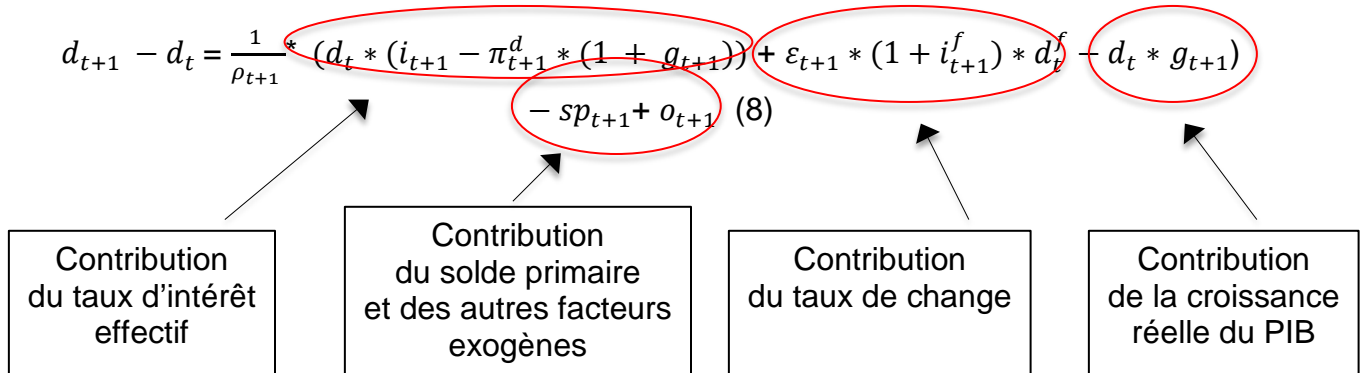 d_{t+1} − d_t = \frac{1}{ρ_{t+1}} * (d_t * (i_{t+1} − π^d_{t+1} * (1 + g_{t+1})) + ε_{t+1} * (1 + i^f_{t+1}) * d^f_t − d_t * g_{t+1})
− sp_{t+1} + o_{t+1} (8)
Contribution
du taux d’intérêt
effectif
Contribution
du solde primaire
et des autres facteurs
exogènes
Contribution
du taux de change
Contribution
de la croissance
réelle du PIB